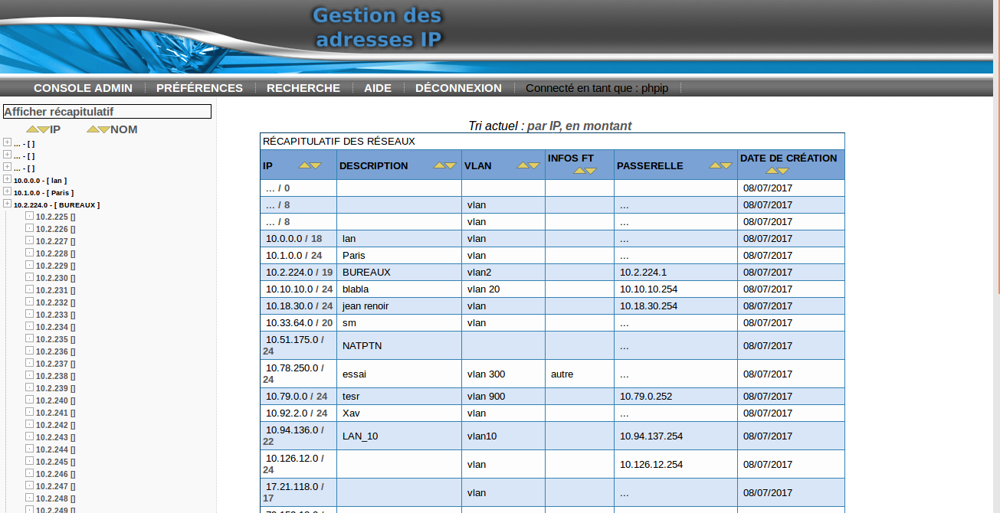 Gestion des
adresses IP
CONSOLE ADMIN PRÉFÉRENCES RECHERCHE AIDE DÉCONNEXION Connecté en tant que : phpip
Afficher récapitulatif
IP NOM
... - [ ]
... - [ ]
... - [ ]
10.0.0.0 - [ lan ]
10.1.0.0 - [ Paris ]
10.2.224.0 - [ BUREAUX ]
10.2.225 []
10.2.226 []
10.2.227 []
10.2.228 []
10.2.229 []
10.2.230 []
10.2.231 []
10.2.232 []
10.2.233 []
10.2.234 []
10.2.235 []
10.2.236 []
10.2.237 []
10.2.238 []
10.2.239 []
10.2.240 []
10.2.241 []
10.2.242 []
10.2.243 []
10.2.244 []
10.2.245 []
10.2.246 []
10.2.247 []
10.2.248 []
10.2.249 []
Tri actuel : par IP, en montant
RÉCAPITULATIF DES RÉSEAUX
IP DESCRIPTION VLAN INFOS FT PASSERELLE DATE DE CRÉATION
... / 0 08/07/2017
... / 8 vlan ... 08/07/2017
... / 8 vlan ... 08/07/2017
10.0.0.0 / 18 lan vlan ... 08/07/2017
10.1.0.0 / 24 Paris vlan ... 08/07/2017
10.2.224.0 / 19 BUREAUX vlan2 10.2.224.1 08/07/2017
10.10.10.0 / 24 blabla vlan 20 10.10.10.254 08/07/2017
10.18.30.0 / 24 jean renoir vlan 10.18.30.254 08/07/2017
10.33.64.0 / 20 sm vlan ... 08/07/2017
10.51.175.0 /
24 NATPTN ... 08/07/2017
10.78.250.0 /
24 essai vlan 300 autre ... 08/07/2017
10.79.0.0 / 24 tesr vlan 900 10.79.0.252 08/07/2017
10.92.2.0 / 24 Xav vlan ... 08/07/2017
10.94.136.0 /
22 LAN_10 vlan10 10.94.137.254 08/07/2017
10.126.12.0 /
24 vlan 10.126.12.254 08/07/2017
17.21.118.0 /
17 vlan ... 08/07/2017